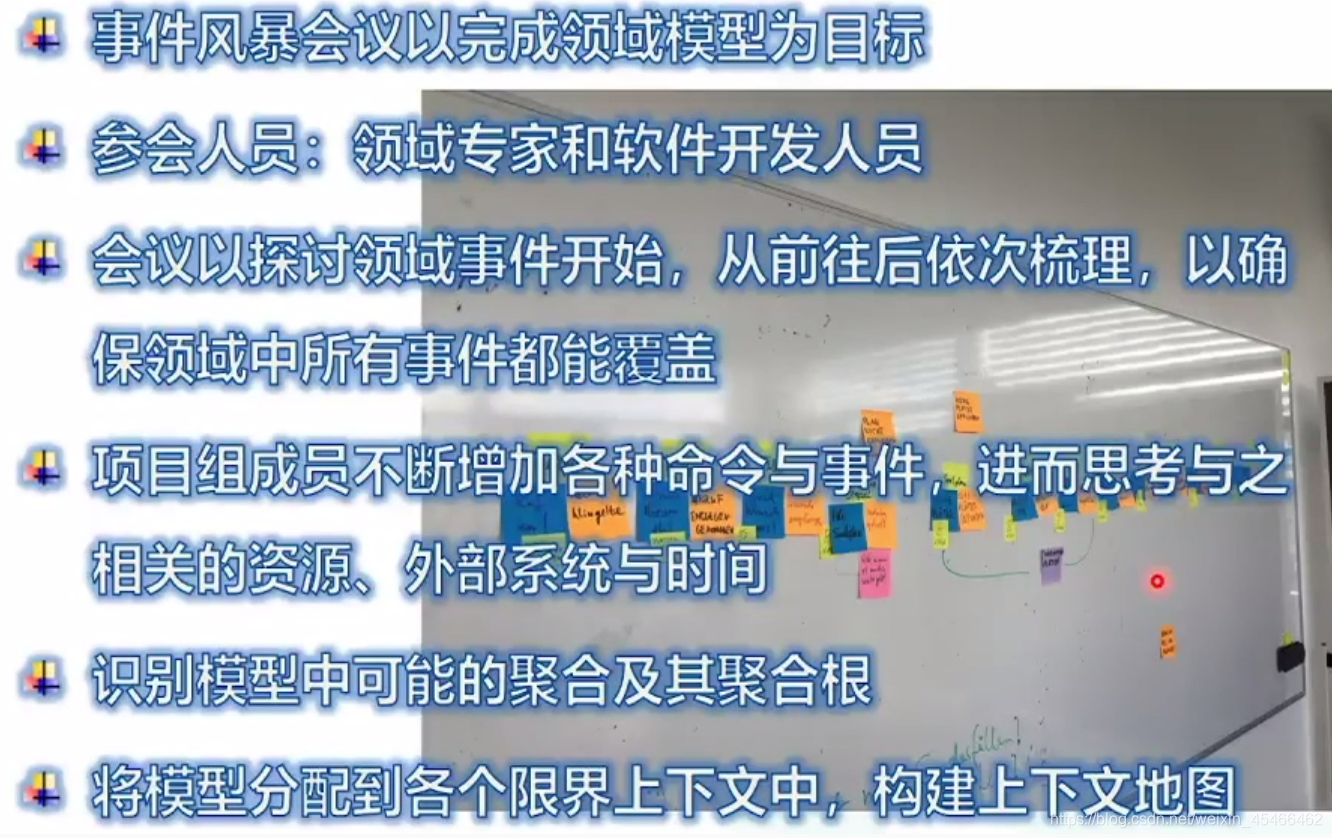 事件风暴会议以完成领域模型为目标
参会人员：领域专家和软件开发人员
会议以探讨领域事件开始，从前往后依次梳理，以确
保领域中所有事件都能覆盖
项目组成员不断增加各种命令与事件，进而思考与之
相关的资源、外部系统与时间
klingelte
识别模型中可能的聚合及其聚合根
将模型分配到各个限界上下文中，构建上下文地图
https://blog.csdn.net/weixin_45466462